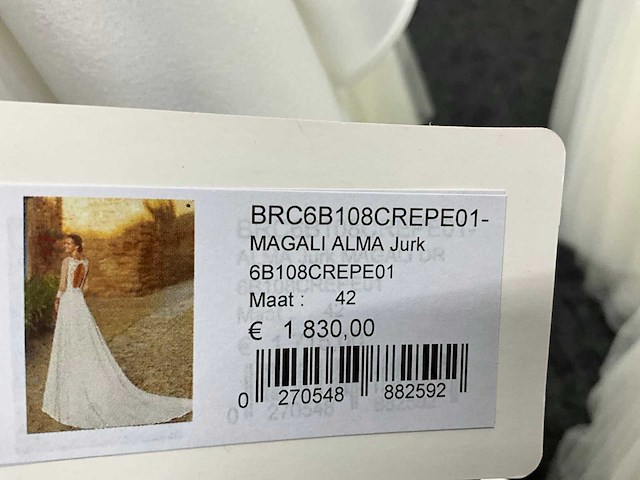 BRC6B108CREPE01-
MAGALI ALMA Jurk
6B108CREPE01
Maat : 42
€ 1 830,00
0 270548 882592